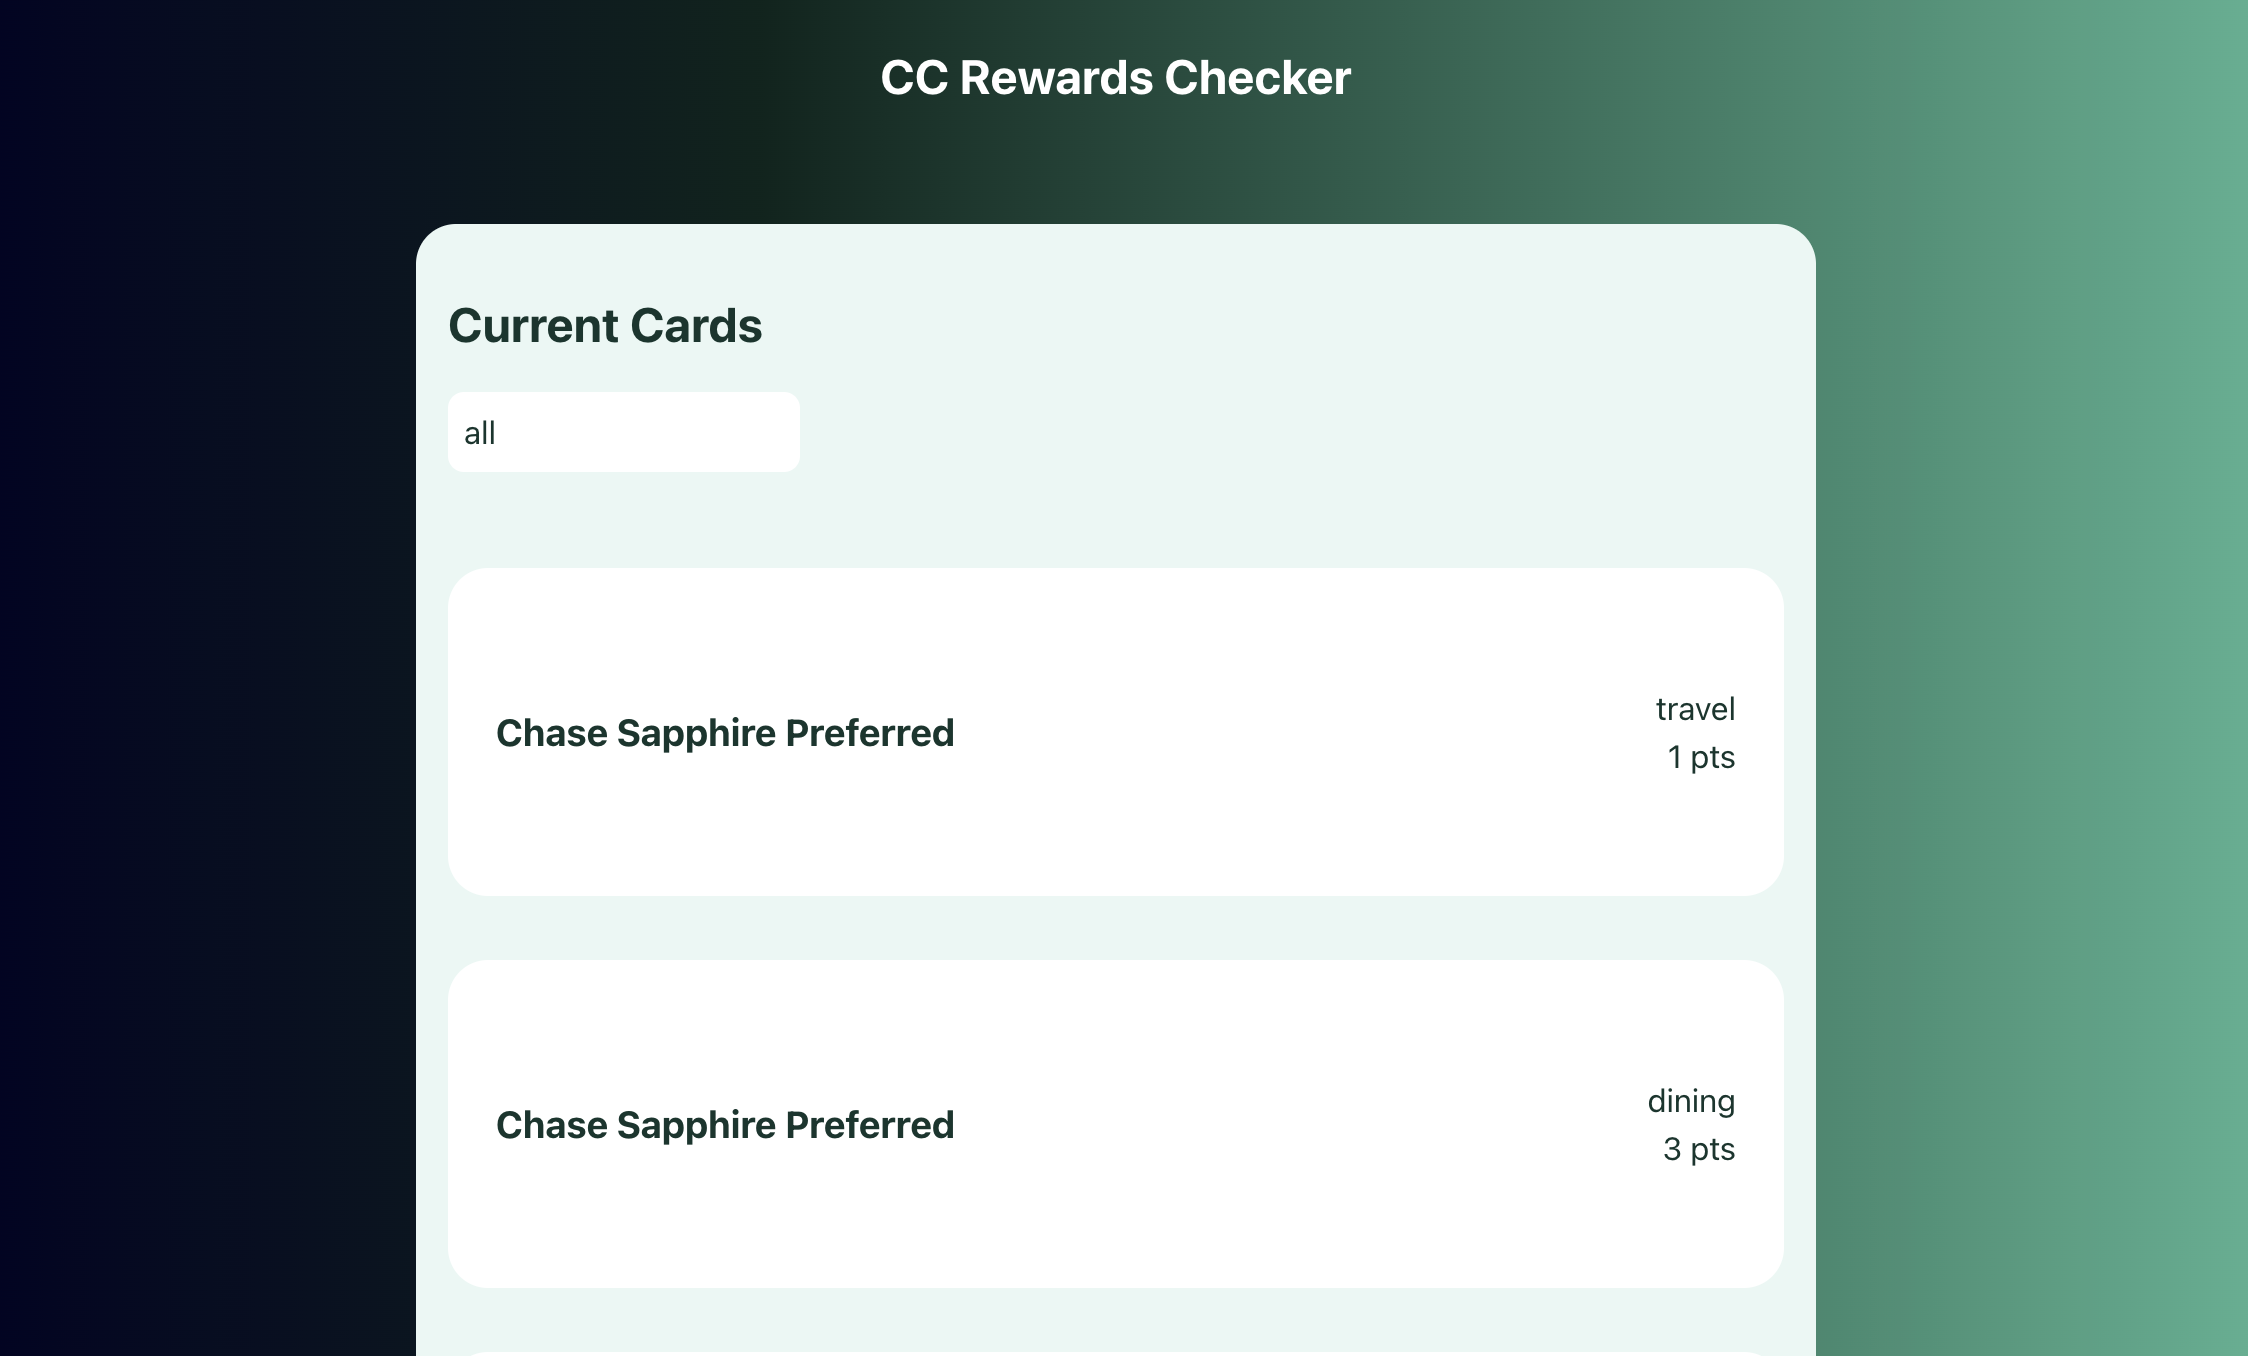 CC Rewards Checker
Current Cards
all
Chase Sapphire Preferred
travel
1 pts
Chase Sapphire Preferred
dining
3 pts